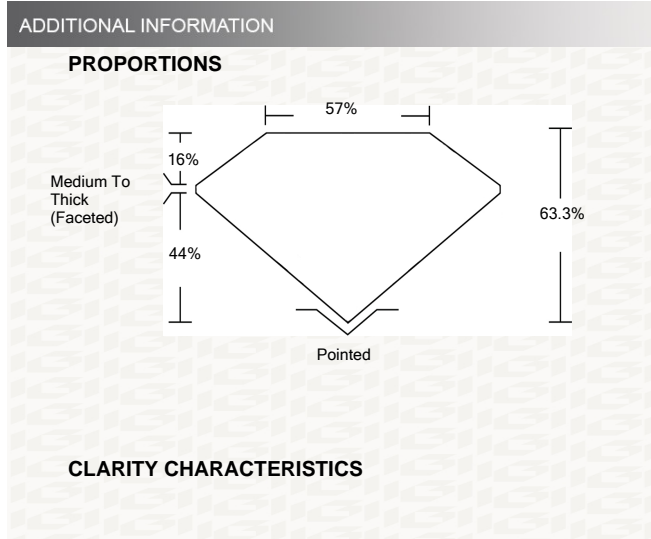 ADDITIONAL INFORMATION
PROPORTIONS
57%
16%
Medium To
Thick
(Faceted)
63.3%
44%
Pointed
CLARITY CHARACTERISTICS